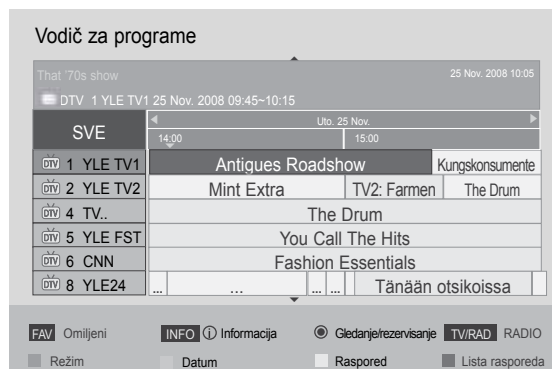 Vodič za programe
That '70s show 25 Nov. 2008 10:05
DTV 1 YLE TV1 25 Nov. 2008 09:45~10:15
SVE
Uto. 25 Nov.
14:00 15:00
DTV 1 YLE TV1 Antigues Roadshow Kungskonsumente
DTV 2 YLE TV2 Mint Extra TV2: Farmen The Drum
DTV 4 TV.. The Drum
DTV 5 YLE FST You Call The Hits
DTV 6 CNN Fashion Essentials
DTV 8 YLE24 ... ... ... ... Tänään otsikoissa
FAV Omiljeni INFO i Informacija Gledanje/rezervisanje TV/RAD RADIO
Režim Datum Raspored Lista rasporeda